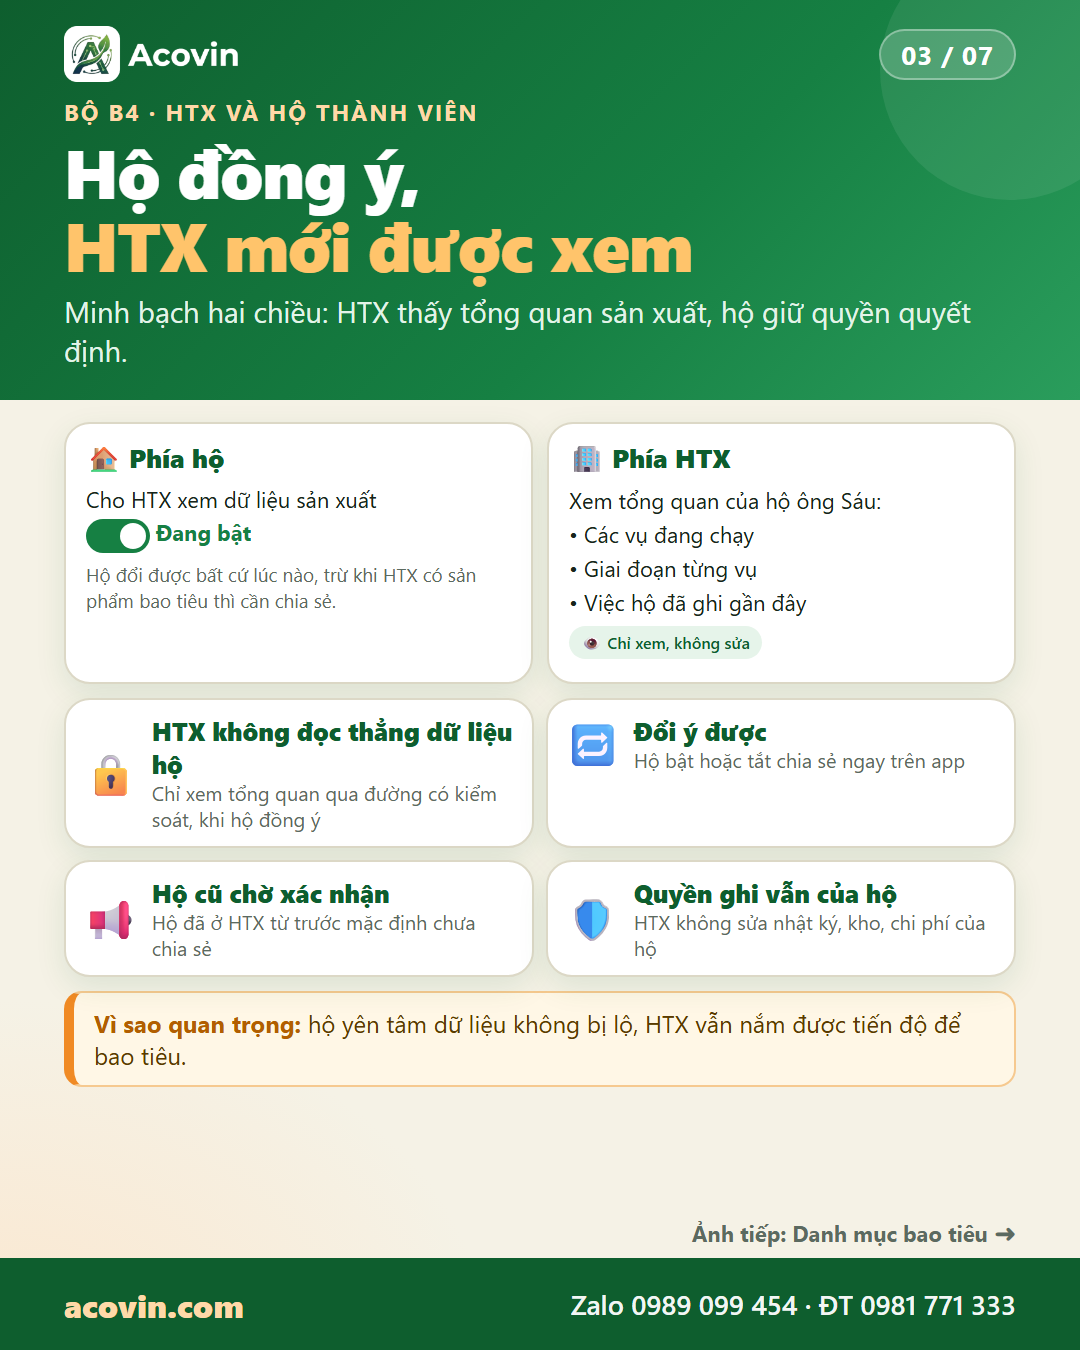 Acovin
03 / 07
BỘ B4 · HTX VÀ HỘ THÀNH VIÊN
Hộ đồng ý,
HTX mới được xem
Minh bạch hai chiều: HTX thấy tổng quan sản xuất, hộ giữ quyền quyết
định.
Phía hộ
Cho HTX xem dữ liệu sản xuất
Đang bật
Hộ đổi được bất cứ lúc nào, trừ khi HTX có sản
phẩm bao tiêu thì cần chia sẻ.
Phía HTX
Xem tổng quan của hộ ông Sáu:
• Các vụ đang chạy
• Giai đoạn từng vụ
• Việc hộ đã ghi gần đây
Chỉ xem, không sửa
HTX không đọc thẳng dữ liệu
hộ
Chỉ xem tổng quan qua đường có kiểm
soát, khi hộ đồng ý
Đổi ý được
Hộ bật hoặc tắt chia sẻ ngay trên app
Hộ cũ chờ xác nhận
Hộ đã ở HTX từ trước mặc định chưa
chia sẻ
Quyền ghi vẫn của hộ
HTX không sửa nhật ký, kho, chi phí của
hộ
Vì sao quan trọng: hộ yên tâm dữ liệu không bị lộ, HTX vẫn nắm được tiến độ để
bao tiêu.
Ảnh tiếp: Danh mục bao tiêu →
acovin.com
Zalo 0989 099 454 · ĐT 0981 771 333